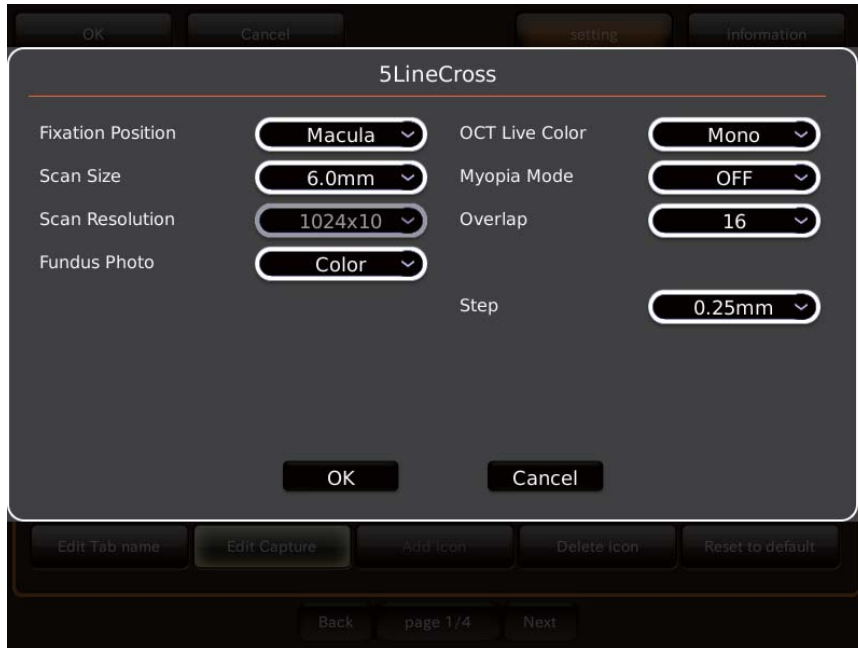 OK Cancel setting information
5LineCross
Fixation Position Macula OCT Live Color Mono
Scan Size 6.0mm Myopia Mode OFF
Scan Resolution 1024x10 Overlap 16
Fundus Photo Color
Step 0.25mm
OK Cancel
Edit Tab name Edit Capture Add icon Delete icon Reset to default
Back page 1/4 Next